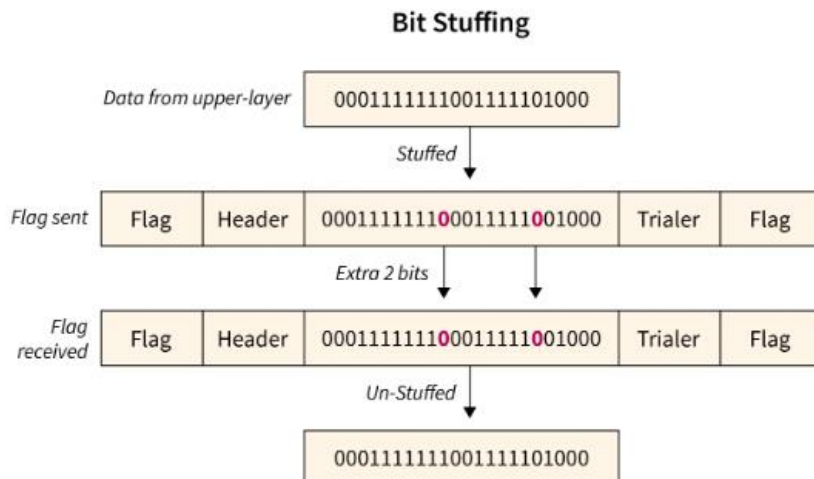 Bit Stuffing
Data from upper-layer
0001111111001111101000
Stuffed
Flag sent
Flag Header 000111111100011111001000 Trialer Flag
Extra 2 bits
Flag
received
Flag Header 000111111100011111001000 Trialer Flag
Un-Stuffed
0001111111001111101000